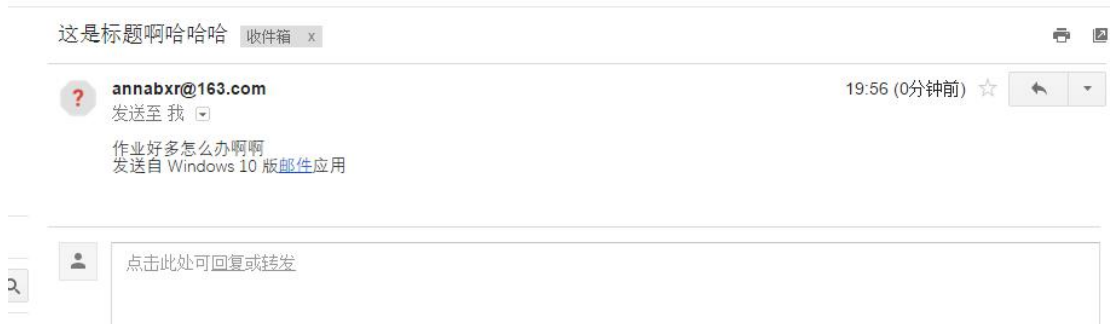 这是标题啊哈哈哈 收件箱 x
annabxr@163.com 19:56 (0分钟前)
发送至 我
作业好多怎么办啊啊
发送自 Windows 10 版邮件应用
点击此处可回复或转发